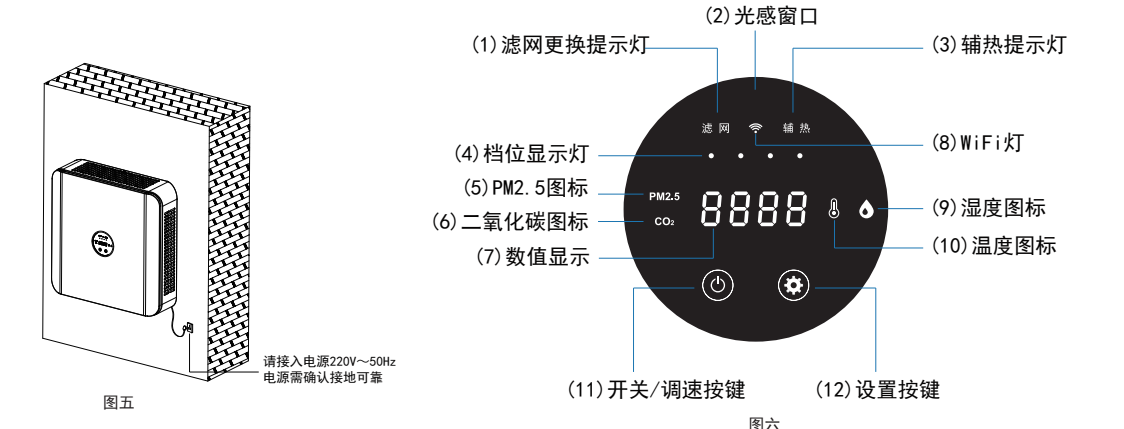 请接入电源220V～50Hz
电源需确认接地可靠
图五
(2)光感窗口
(1)滤网更换提示灯
(3)辅热提示灯
滤网 辅热
(8)WiFi灯
(4)档位显示灯
(5)PM2.5图标
PM2.5
(6)二氧化碳图标
CO₂
8888
(9)湿度图标
(10)温度图标
(7)数值显示
(11)开关/调速按键
(12)设置按键
图六